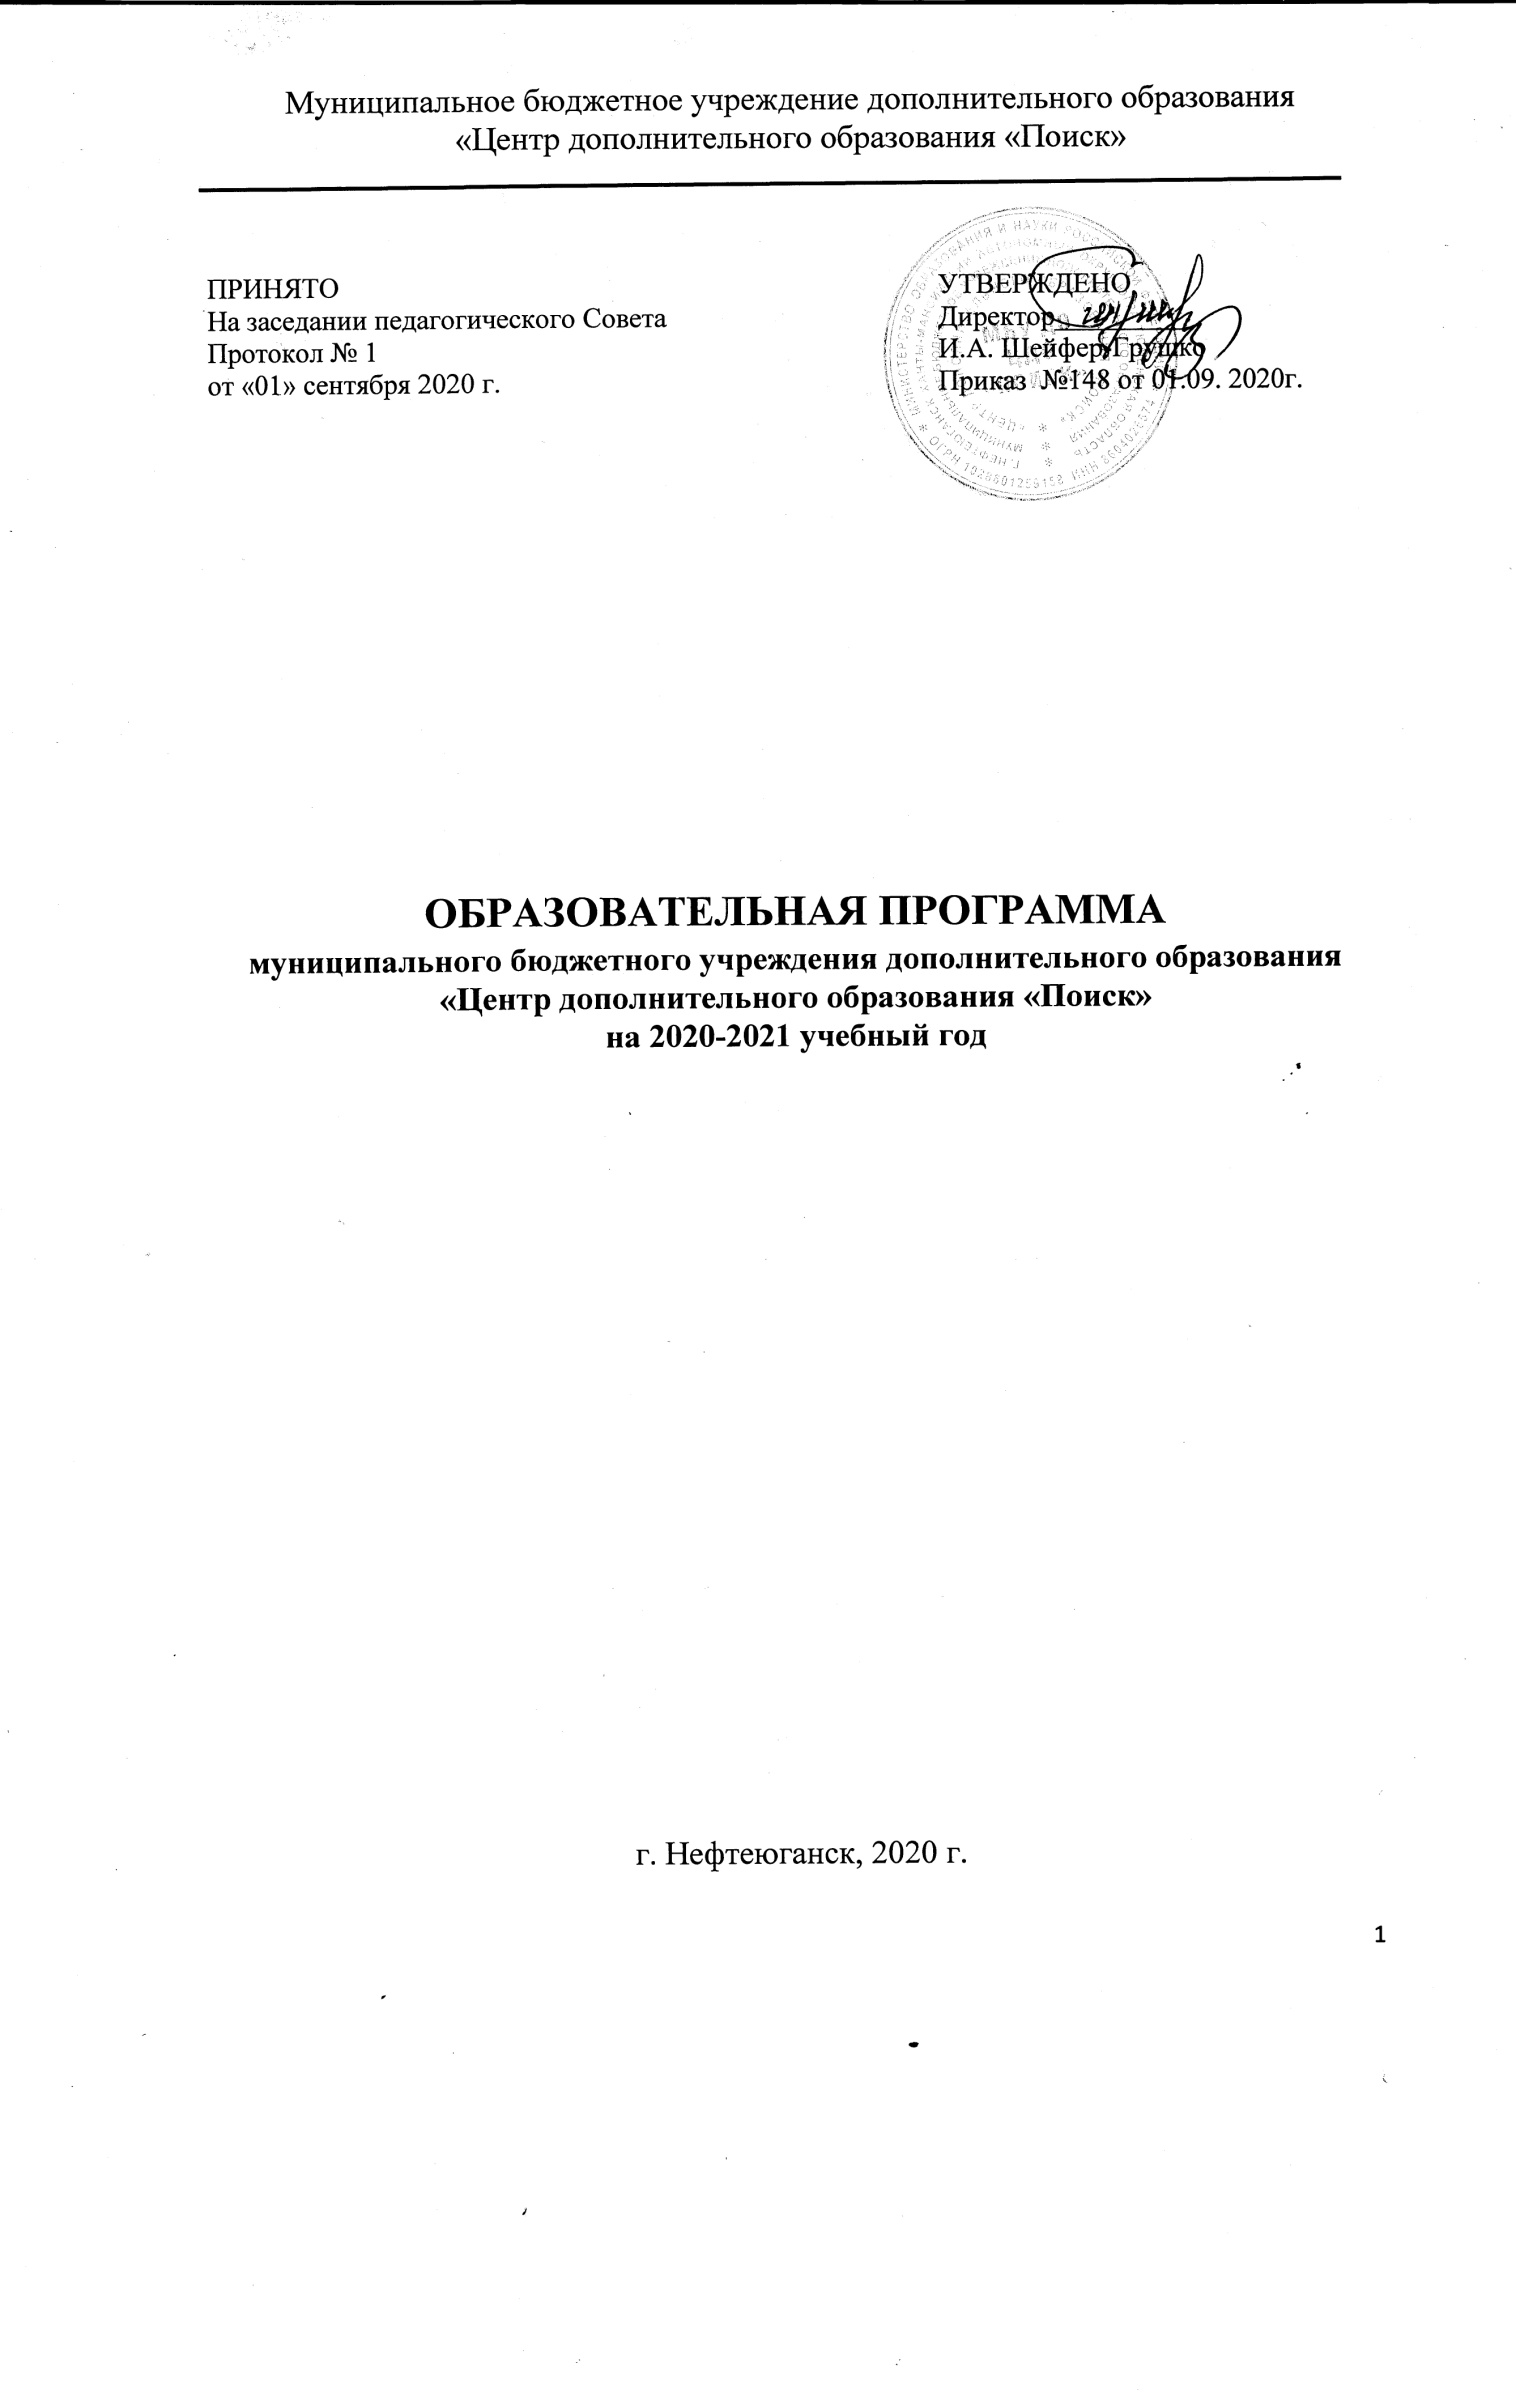 Муниципальное бюджетное учреждение дополнительного образования
«Центр дополнительного образования «Поиск»
ПРИНЯТО
На заседании педагогического Совета
Протокол № 1
от «01» сентября 2020 г.
УТВЕРЖДЕНО
Директор
И.А. Шейфер-Грушко
Приказ №148 от 01.09. 2020г.
ОБРАЗОВАТЕЛЬНАЯ ПРОГРАММА
муниципального бюджетного учреждения дополнительного образования
«Центр дополнительного образования «Поиск»
на 2020-2021 учебный год
г. Нефтеюганск, 2020 г.
1